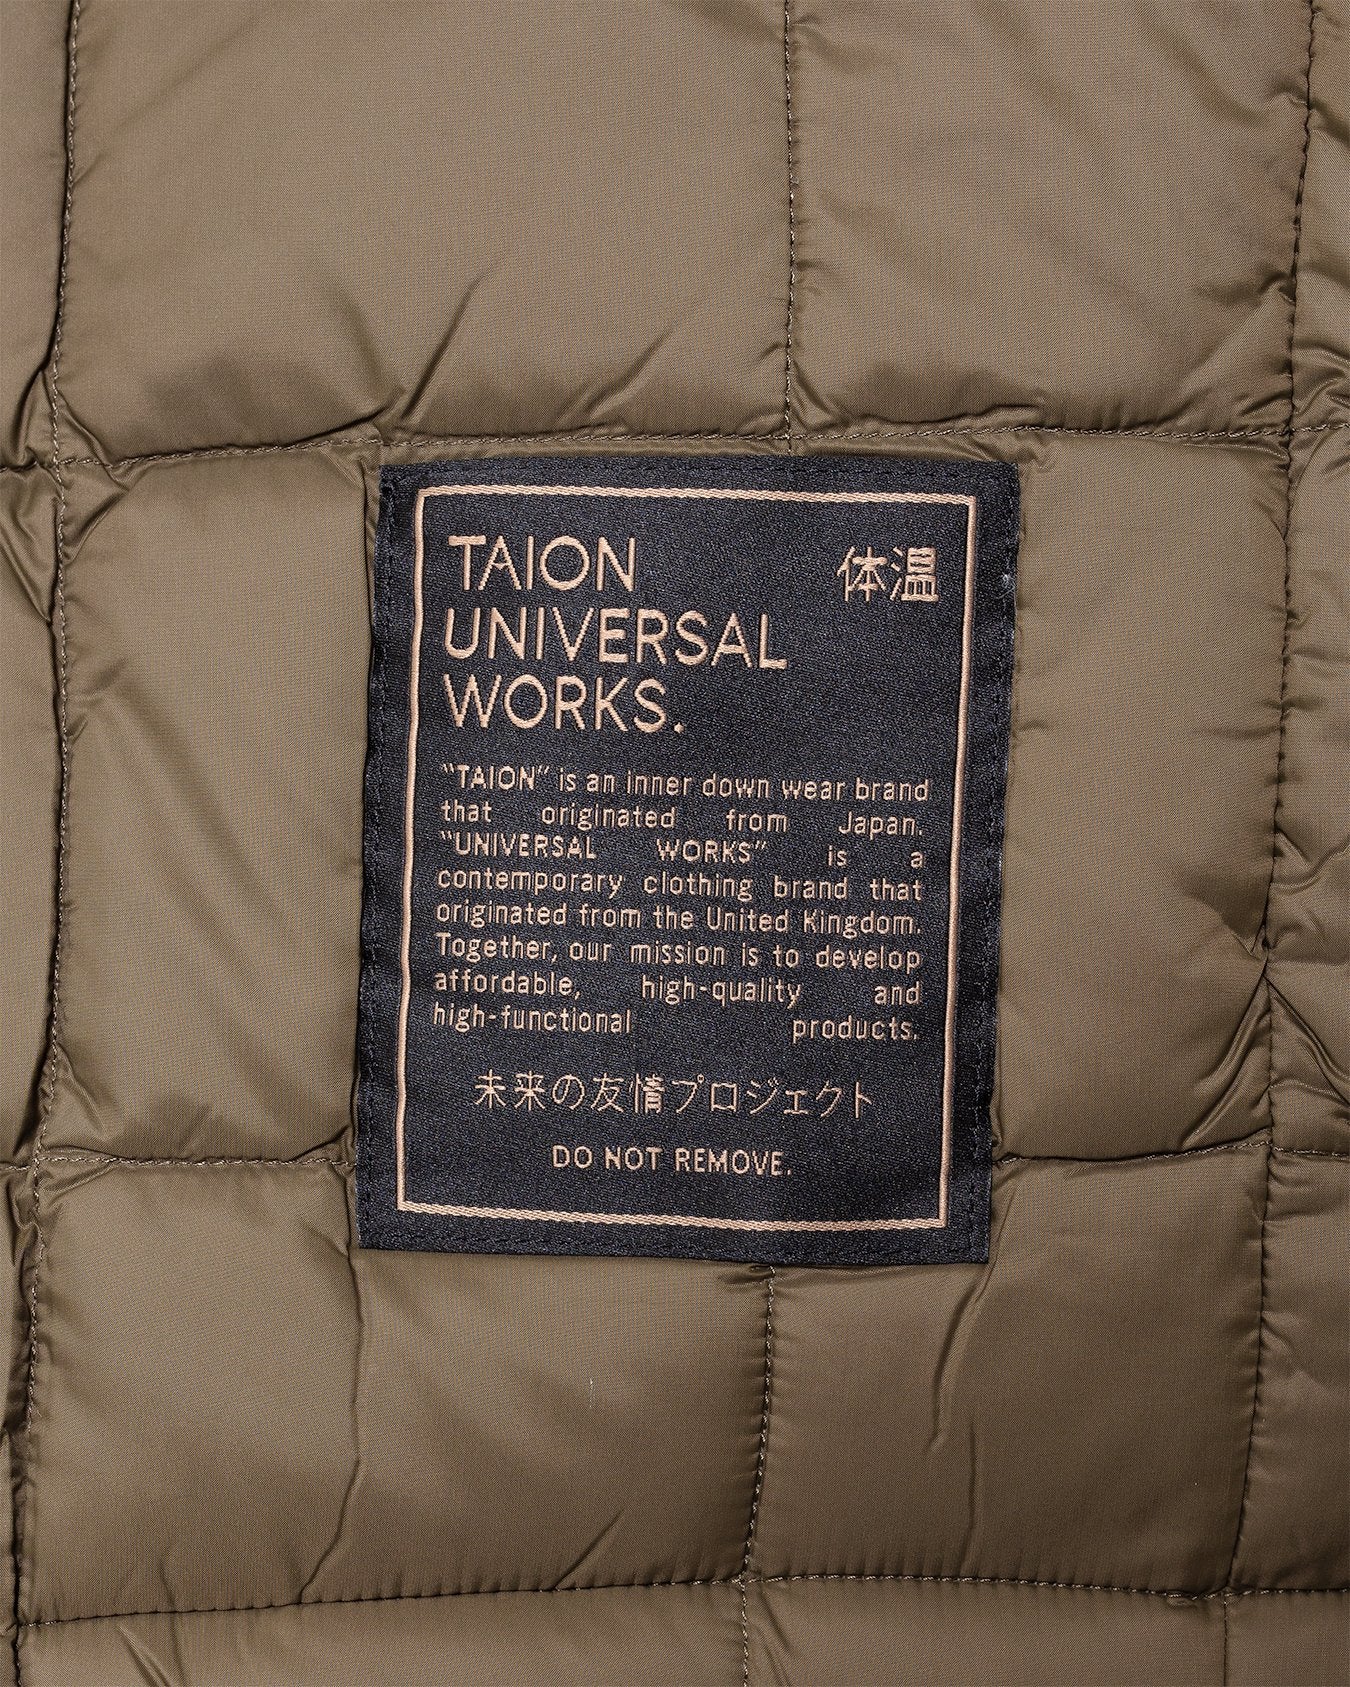 TAION 体温
UNIVERSAL
WORKS.
"TAION" is an inner down wear brand
that originated from Japan.
"UNIVERSAL WORKS" is a
contemporary clothing brand that
originated from the United Kingdom.
Together, our mission is to develop
affordable, high-quality and
high-functional products.
未来の友情プロジェクト
DO NOT REMOVE.